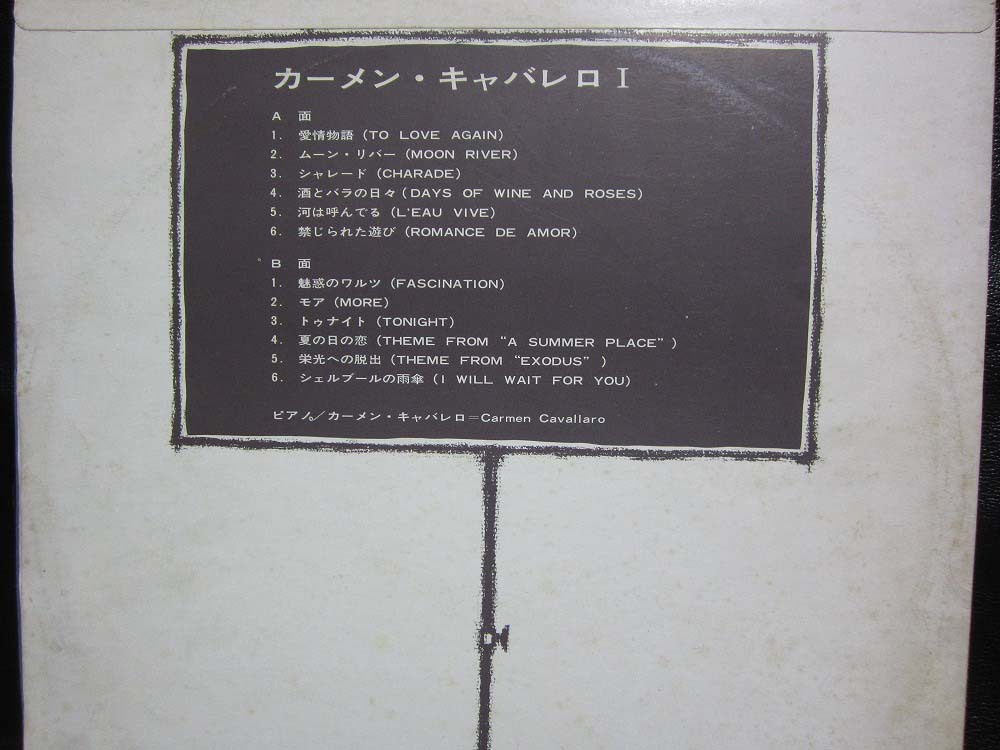 カーメン・キャバレロ I
A 面
1. 愛情物語 (TO LOVE AGAIN)
2. ムーン・リバー (MOON RIVER)
3. シャレード (CHARADE)
4. 酒とバラの日々 (DAYS OF WINE AND ROSES)
5. 河は呼んでる (L'EAU VIVE)
6. 禁じられた遊び (ROMANCE DE AMOR)
B 面
1. 魅惑のワルツ (FASCINATION)
2. モア (MORE)
3. トゥナイト (TONIGHT)
4. 夏の日の恋 (THEME FROM “A SUMMER PLACE”)
5. 栄光への脱出 (THEME FROM “EXODUS”)
6. シェルブールの雨傘 (I WILL WAIT FOR YOU)
ピアノ。/カーメン・キャバレロ=Carmen Cavallaro